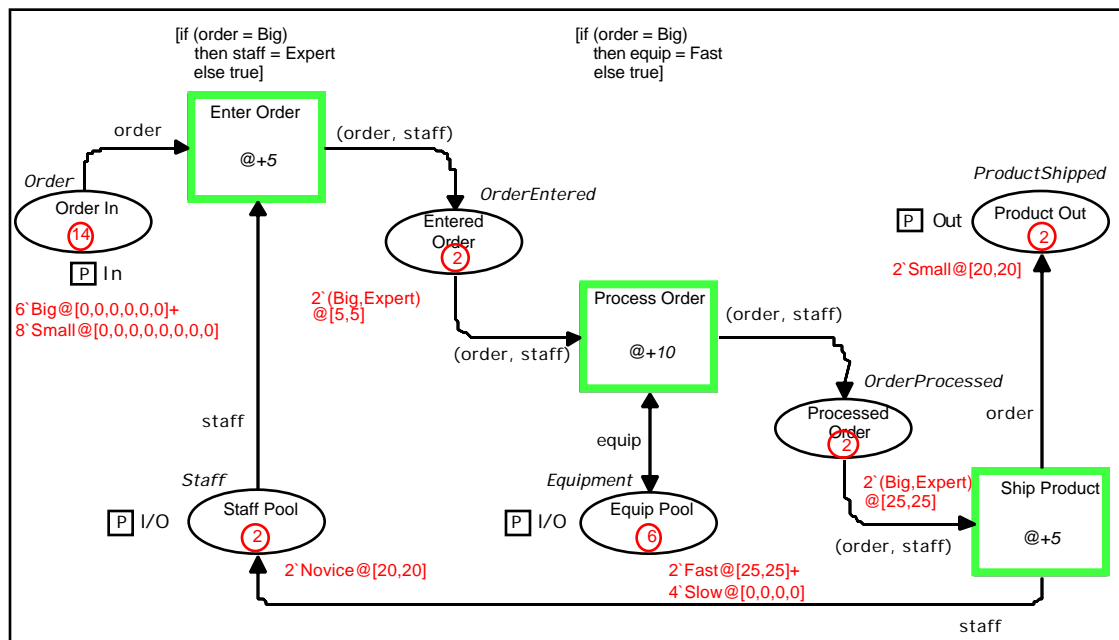 [if (order = Big)
then staff = Expert
else true]
[if (order = Big)
then equip = Fast
else true]
Enter Order
@+5
order
(order, staff)
Order
Order In
14
P In
6`Big@[0,0,0,0,0,0]+
8`Small@[0,0,0,0,0,0,0,0]
OrderEntered
Entered
Order
2
2`(Big,Expert)
@[5,5]
(order, staff)
Process Order
@+10
(order, staff)
ProductShipped
P Out
Product Out
2
2`Small@[20,20]
OrderProcessed
Processed
Order
2
order
staff
equip
2`(Big,Expert)
@[25,25]
(order, staff)
Ship Product
@+5
Staff
P I/O
Staff Pool
2
2`Novice@[20,20]
Equipment
P I/O
Equip Pool
6
2`Fast@[25,25]+
4`Slow@[0,0,0,0]
staff